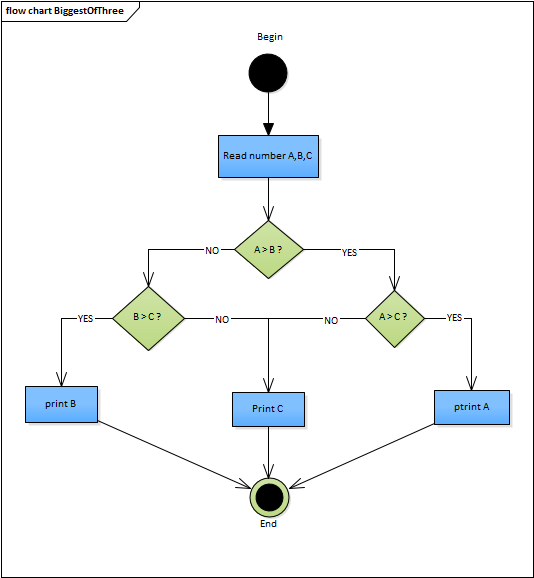 flow chart BiggestOfThree
Begin
Read number A,B,C
A > B ?
NO
YES
B > C ?
A > C ?
YES
NO
NO
YES
print B
Print C
ptrint A
End